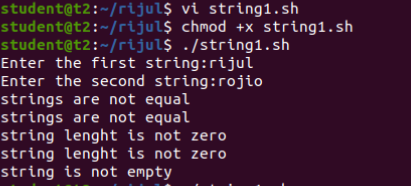 student@t2:~/rijul$ vi string1.sh
student@t2:~/rijul$ chmod +x string1.sh
student@t2:~/rijul$ ./string1.sh
Enter the first string:rijul
Enter the second string:rojio
strings are not equal
strings are not equal
string lenght is not zero
string lenght is not zero
string is not empty